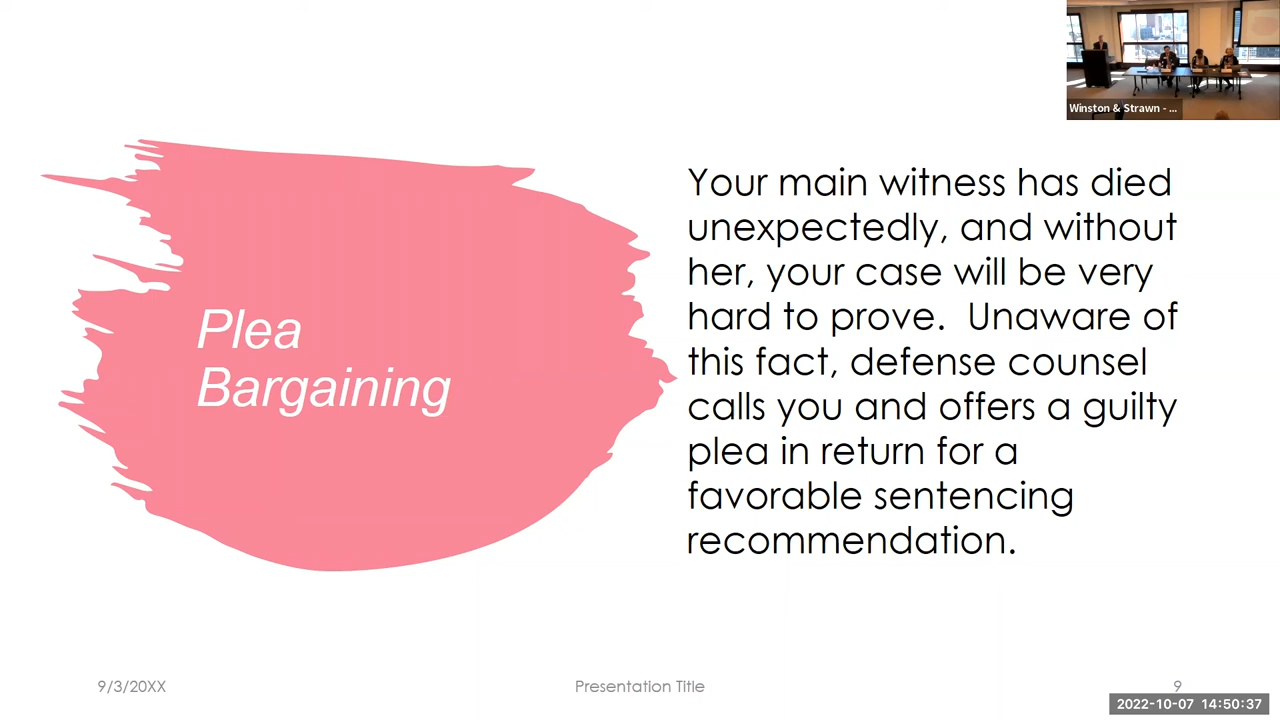 Winston & Strawn - ...
Plea
Bargaining
Your main witness has died
unexpectedly, and without
her, your case will be very
hard to prove.  Unaware of
this fact, defense counsel
calls you and offers a guilty
plea in return for a
favorable sentencing
recommendation.
9/3/20XX
Presentation Title
9
2022-10-07 14:50:37